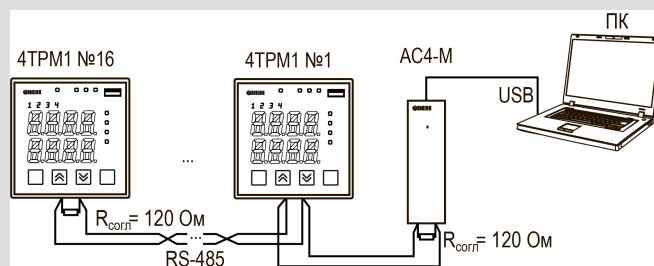 ПК
4ТРМ1 №16
4ТРМ1 №1
АС4-М
USB
1 2 3 4
1 2 3 4
...
Rсогл= 120 Ом
...
RS-485
Rсогл= 120 Ом